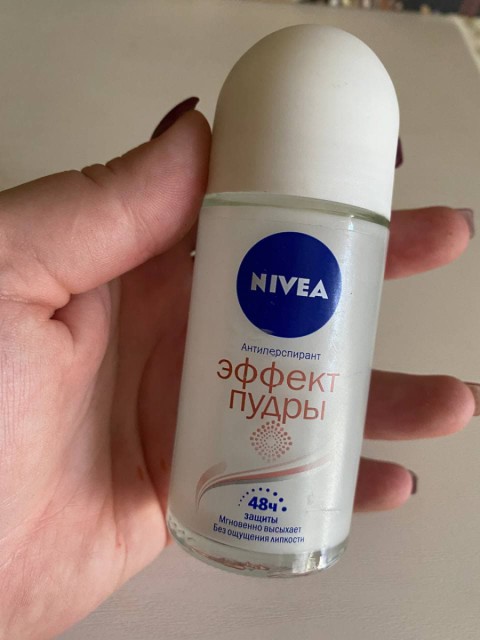 NIVEA
Антиперспирант
эффект
пудры
48ч
защиты
Мгновенно высыхает
Без ощущения липкости